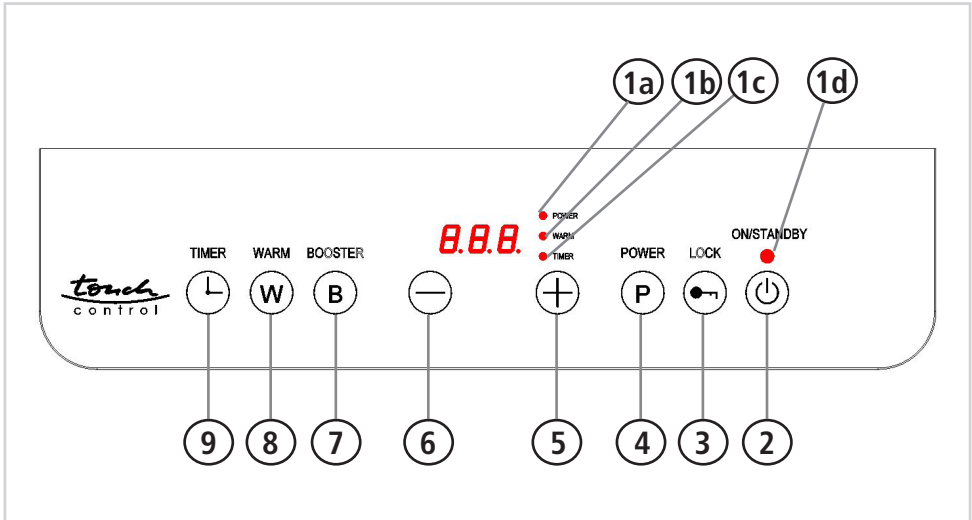 1a 1b 1c 1d
POWER
8.8.8. WARM
TIMER
TIMER WARM BOOSTER POWER LOCK ON/STANDBY
touch
control
W B P
9 8 7 6 5 4 3 2